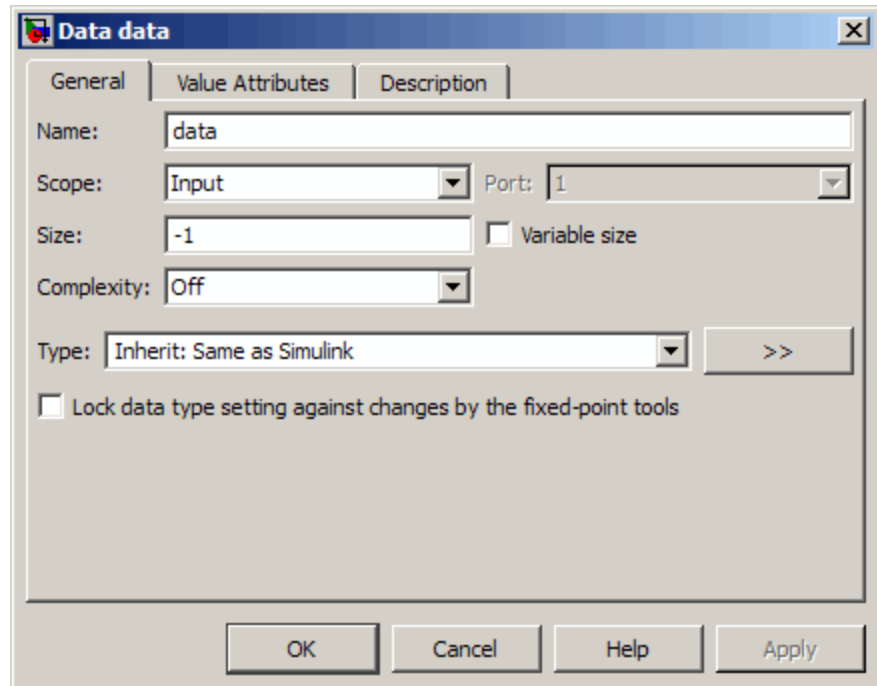 Data data
General Value Attributes Description
Name: data
Scope: Input Port: 1
Size: -1 Variable size
Complexity: Off
Type: Inherit: Same as Simulink >>
Lock data type setting against changes by the fixed-point tools
OK Cancel Help Apply